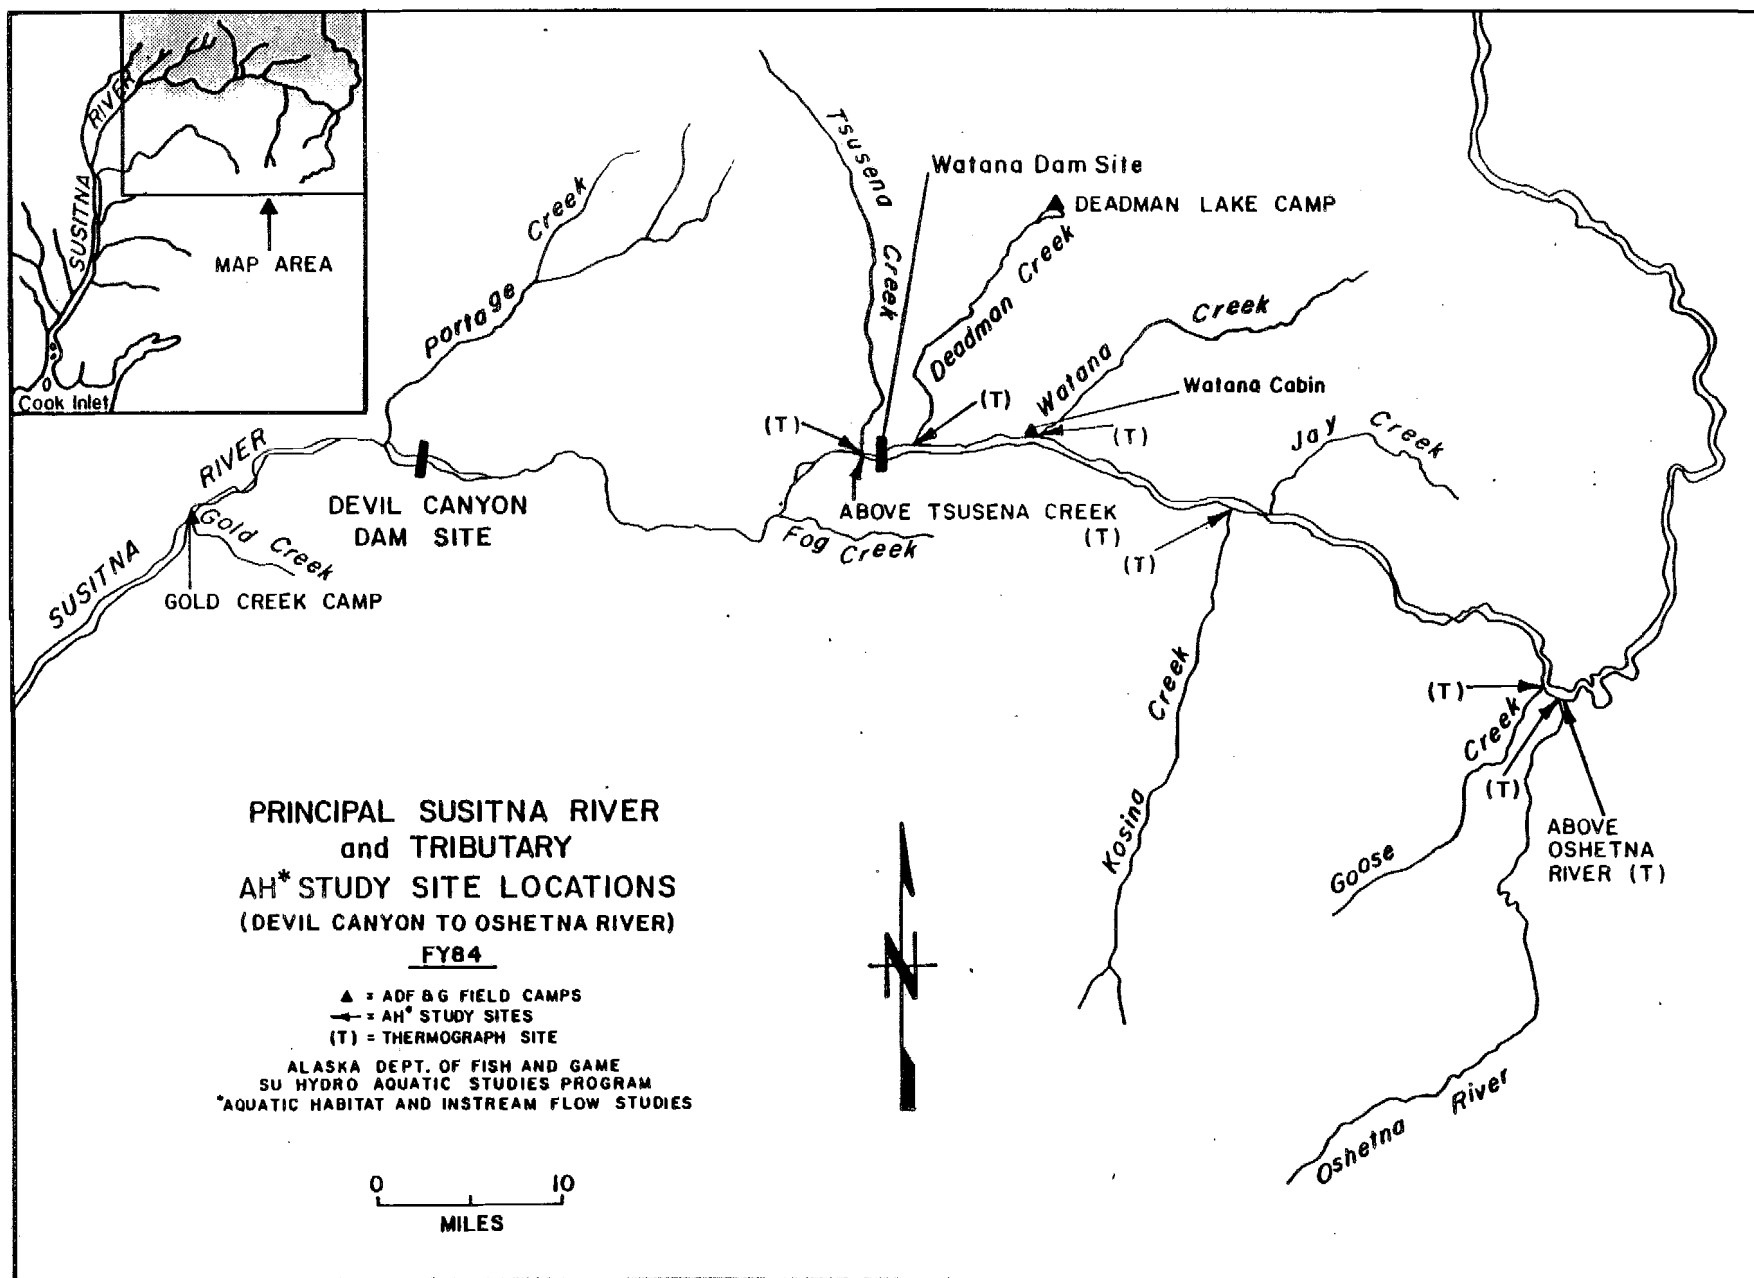 RIVER
SUSITNA
MAP AREA
Cook Inlet
Portage Creek
Tsusena Creek
Watana Dam Site
DEADMAN LAKE CAMP
Deadman Creek
Watana Creek
Watana Cabin
(T)
(T)
(T)
Jay Creek
SUSITNA RIVER
Gold Creek
GOLD CREEK CAMP
DEVIL CANYON
DAM SITE
ABOVE TSUSENA CREEK
(T)
Fog Creek
(T)
Kosina Creek
(T)
Goose Creek
(T)
ABOVE
OSHETNA
RIVER (T)
Oshetna River
PRINCIPAL SUSITNA RIVER
and TRIBUTARY
AH* STUDY SITE LOCATIONS
(DEVIL CANYON TO OSHETNA RIVER)
FY84
▲ = ADF&G FIELD CAMPS
← = AH* STUDY SITES
(T) = THERMOGRAPH SITE
ALASKA DEPT. OF FISH AND GAME
SU HYDRO AQUATIC STUDIES PROGRAM
*AQUATIC HABITAT AND INSTREAM FLOW STUDIES
N
0 10
MILES